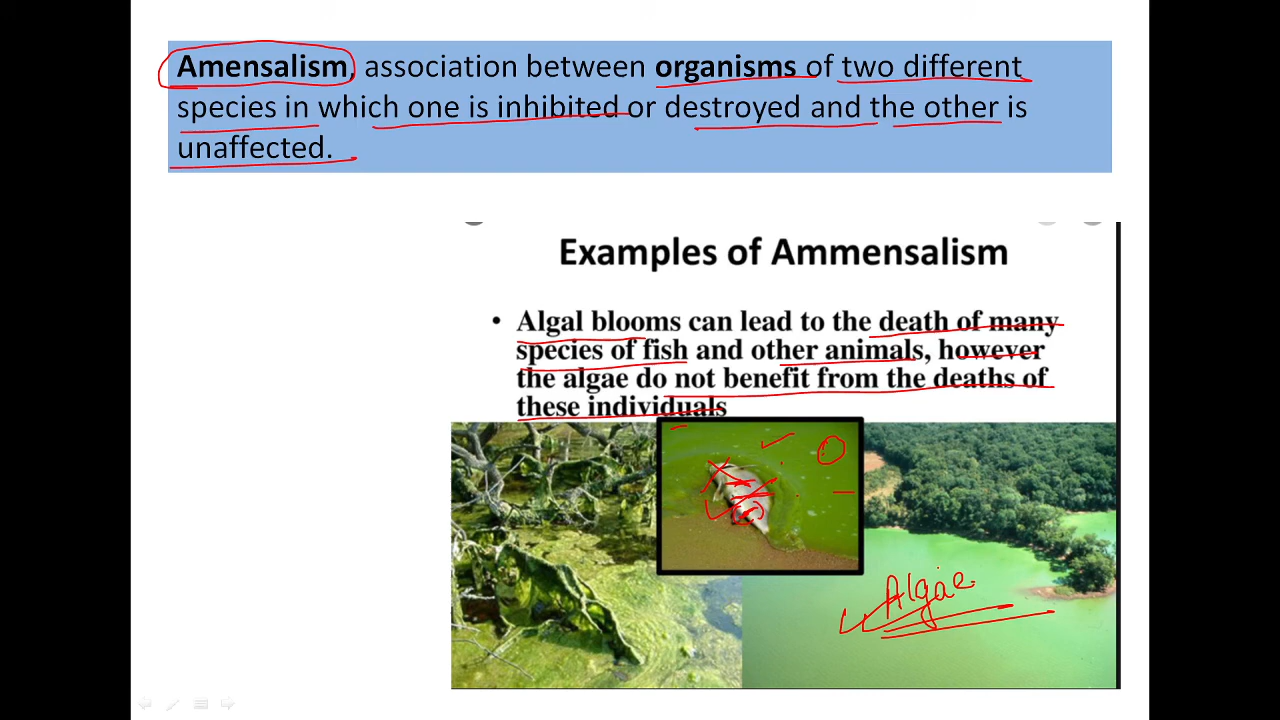 Amensalism, association between organisms of two different
species in which one is inhibited or destroyed and the other is
unaffected.
Examples of Ammensalism
• Algal blooms can lead to the death of many
species of fish and other animals, however
the algae do not benefit from the deaths of
these individuals
Algae